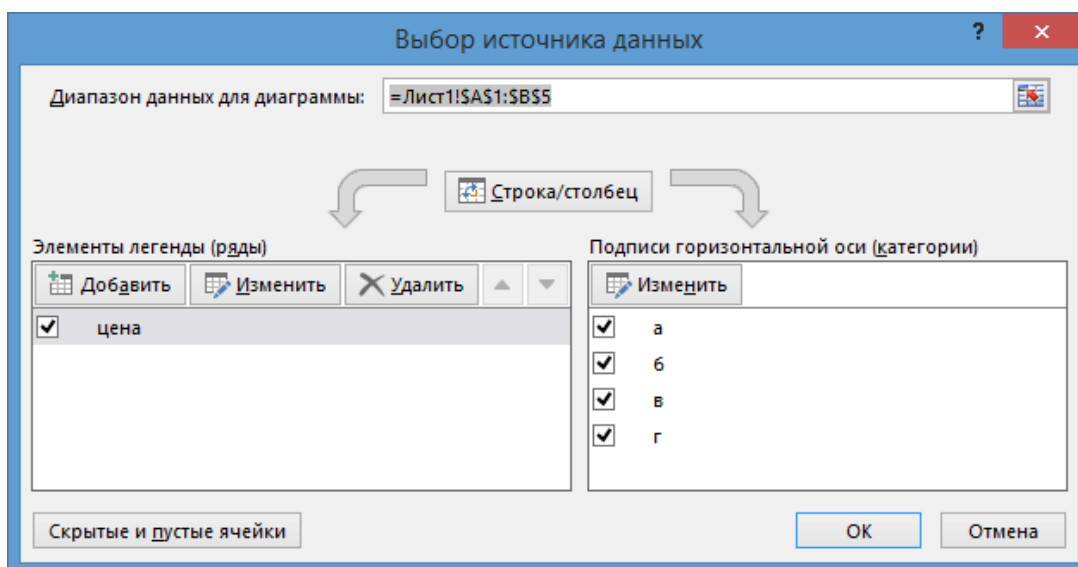 Выбор источника данных
?
Диапазон данных для диаграммы: =Лист1!$A$1:$B$5
Строка/столбец
Элементы легенды (ряды)
Добавить Изменить Удалить
цена
Подписи горизонтальной оси (категории)
Изменить
а
б
в
г
Скрытые и пустые ячейки
ОК Отмена